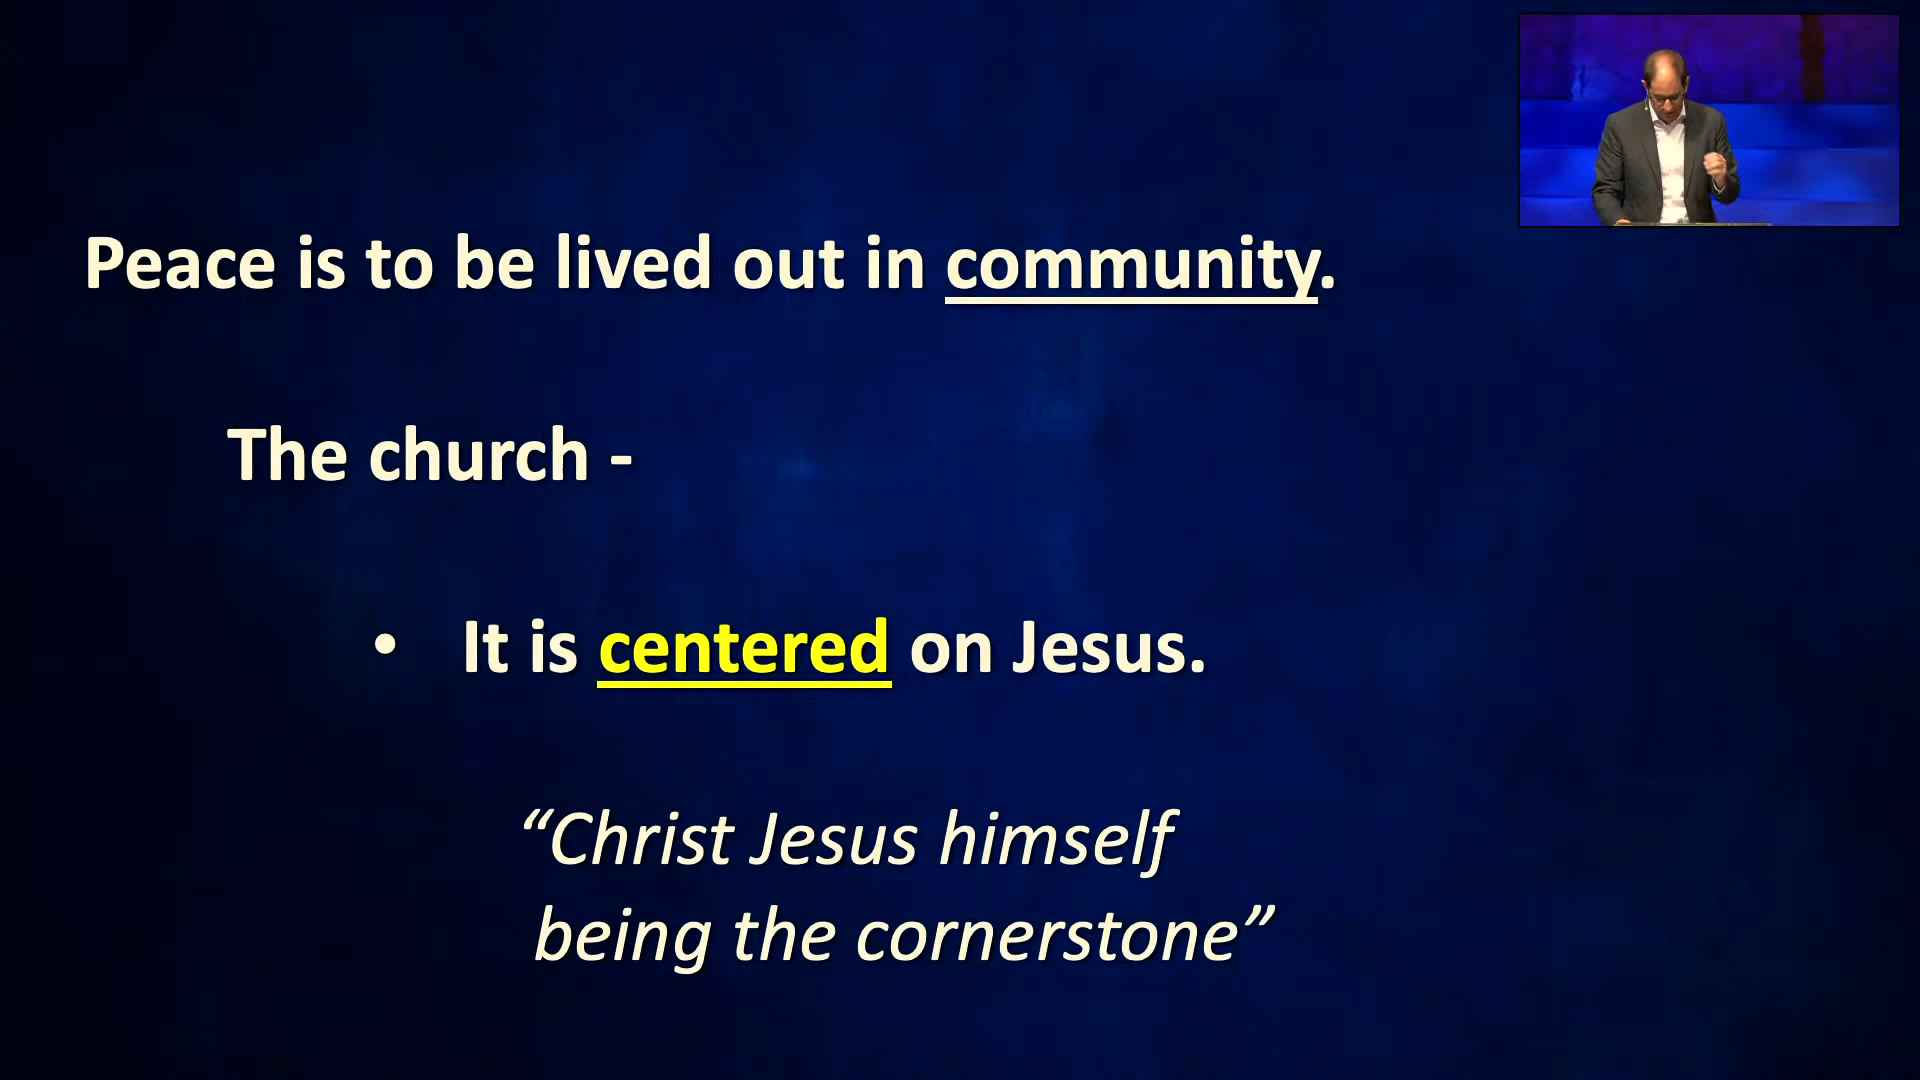 Peace is to be lived out in community.
The church -
• It is centered on Jesus.
“Christ Jesus himself
being the cornerstone”